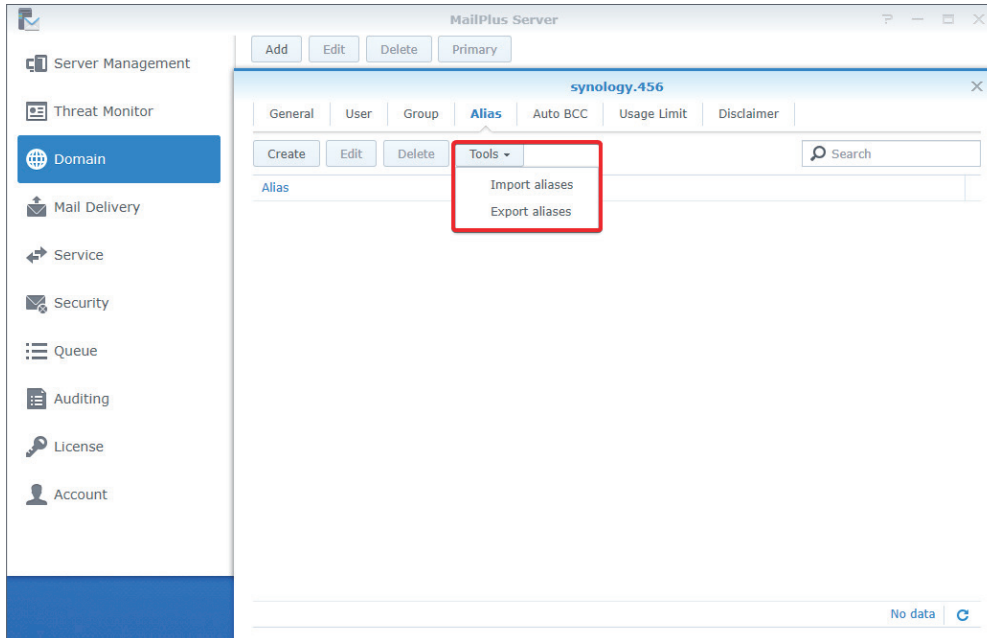 MailPlus Server
Add Edit Delete Primary
Server Management
Threat Monitor
Domain
Mail Delivery
Service
Security
Queue
Auditing
License
Account
synology.456
General User Group Alias Auto BCC Usage Limit Disclaimer
Create Edit Delete Tools Search
Alias
Import aliases
Export aliases
No data